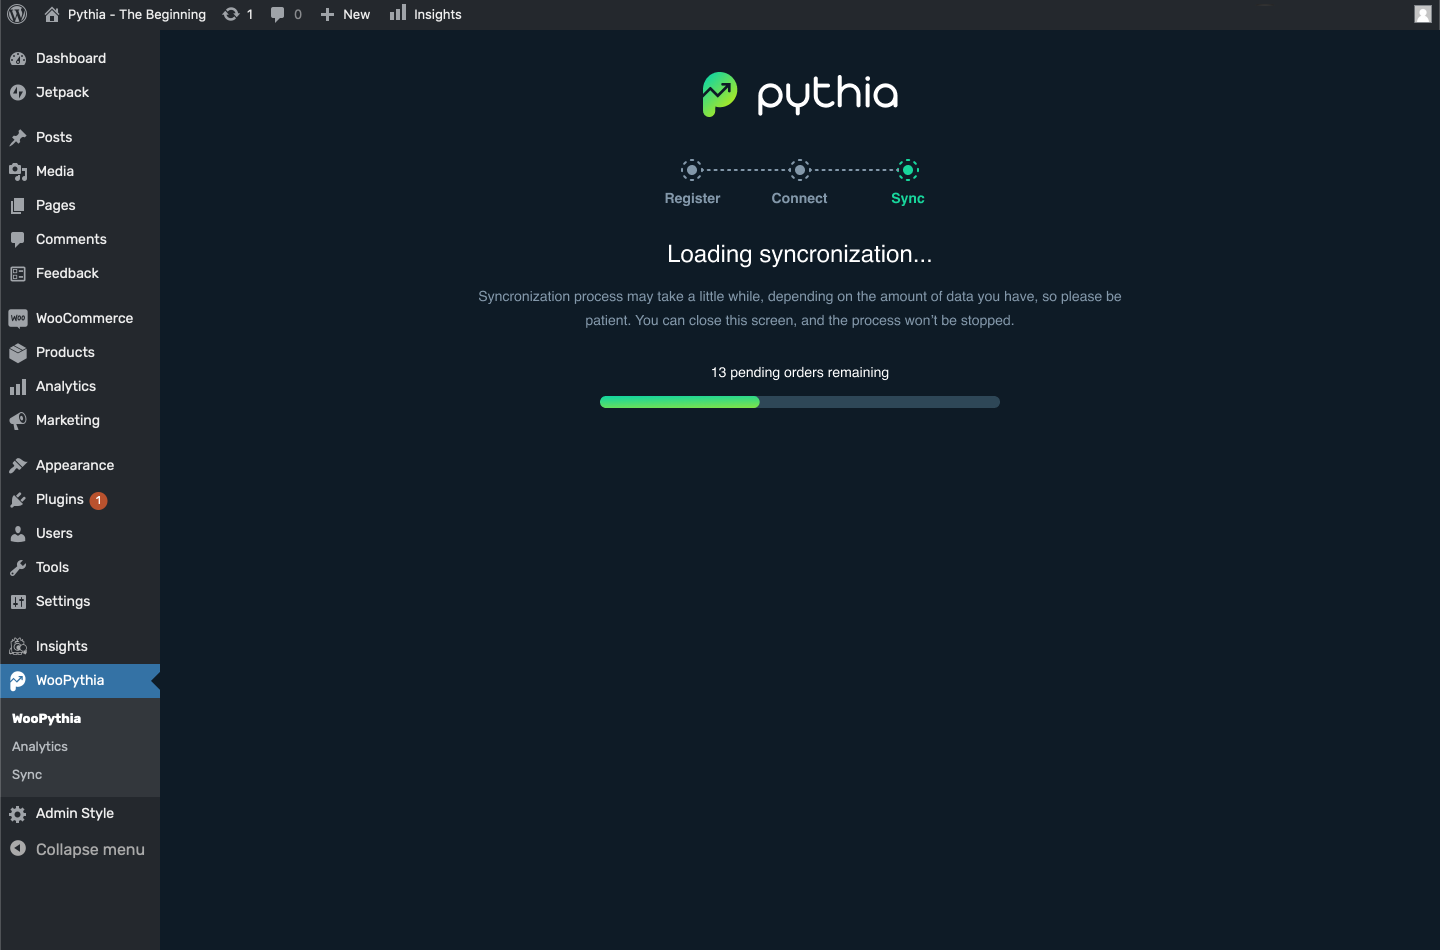 Pythia - The Beginning 1 0 New Insights
Dashboard
Jetpack
Posts
Media
Pages
Comments
Feedback
WOO WooCommerce
Products
Analytics
Marketing
Appearance
Plugins 1
Users
Tools
Settings
Insights
WooPythia
WooPythia
Analytics
Sync
Admin Style
Collapse menu
pythia
Register Connect Sync
Loading syncronization...
Syncronization process may take a little while, depending on the amount of data you have, so please be
patient. You can close this screen, and the process won’t be stopped.
13 pending orders remaining